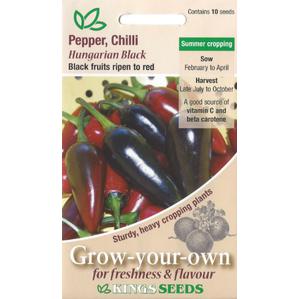 Contains 10 seeds
Pepper, Chilli
Hungarian Black
Black fruits ripen to red
Summer cropping
Sow
February to April
Harvest
Late July to October
A good source of
vitamin C and
beta carotene
Sturdy, heavy cropping plants
Grow-your-own
for freshness & flavour
KINGS SEEDS